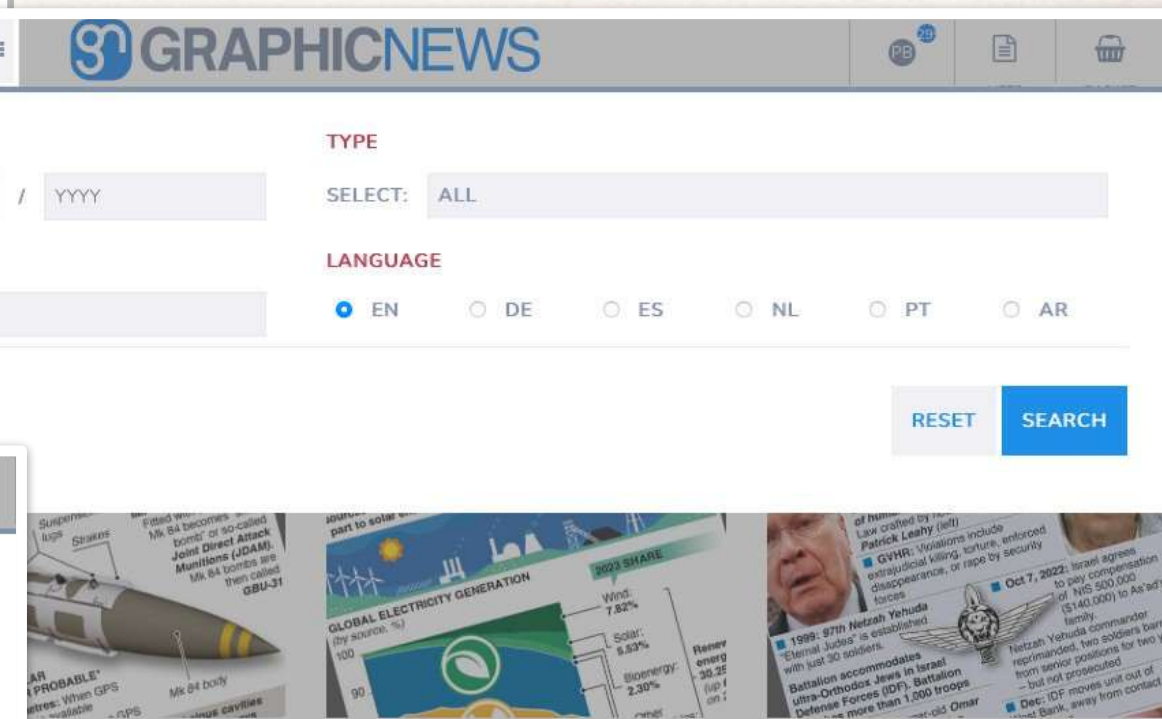 GRAPHICNEWS
PB
29
TYPE
/ YYYY
SELECT: ALL
LANGUAGE
EN DE ES NL PT AR
RESET SEARCH
lugs Strakes
Fitted
Mk 84 becomes
bomb" or so-called
Joint Direct Attack
Munitions (JDAM).
Mk 84 bombs are
then called
GBU-31
PROBABLE"
When GPS
Mk 84 body
cavities
part to solar
2023 SHARE
GLOBAL ELECTRICITY GENERATION
(by source, %)
100
90
Wind:
7.82%
Solar:
5.53%
Bioenergy:
2.30%
Other
30.25
Law crafted by
Patrick Leahy (left)
GVHR: Violations include
extrajudicial killing, torture, enforced
disappearance, or rape by security
forces
1999: 97th Netzah Yehuda
"Eternal Judea" is established
with just 30 soldiers.
Battalion accommodates
ultra-Orthodox Jews in Israel
Defense Forces (IDF). Battalion
more than 1,000 troops
Omar
Oct 7, 2022: Israel agrees
to pay compensation
of NIS 500,000
($140,000) to As'ad
family.
Netzah Yehuda commander
reprimanded, two soldiers
from senior positions for two
– but not prosecuted
Dec: IDF moves unit out of
Bank, away from contact